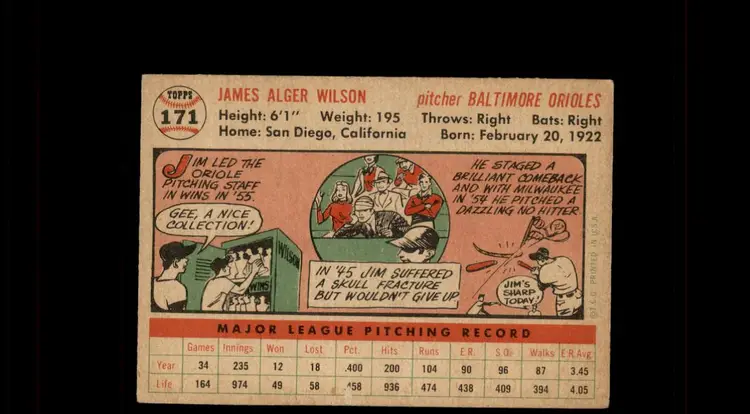 TOPPS
171
JAMES ALGER WILSON
pitcher BALTIMORE ORIOLES
Height: 6'1" Weight: 195 Throws: Right Bats: Right
Home: San Diego, California Born: February 20, 1922
JIM LED THE
ORIOLE
PITCHING STAFF
IN WINS IN '55.
GEE, A NICE
COLLECTION!
WILSON
WINS
IN '45 JIM SUFFERED
A SKULL FRACTURE
BUT WOULDN'T GIVE UP
HE STAGED A
BRILLIANT COMEBACK
AND WITH MILWAUKEE
IN '54 HE PITCHED A
DAZZLING NO HITTER
JIM'S
SHARP
TODAY!
©T.C.G. PRINTED IN U.S.A.
MAJOR LEAGUE PITCHING RECORD
Games Innings Won Lost Pct. Hits Runs E.R. S.O. Walks E.R.Avg
Year 34 235 12 18 .400 200 104 90 96 87 3.45
Life 164 974 49 58 .458 936 474 438 409 394 4.05